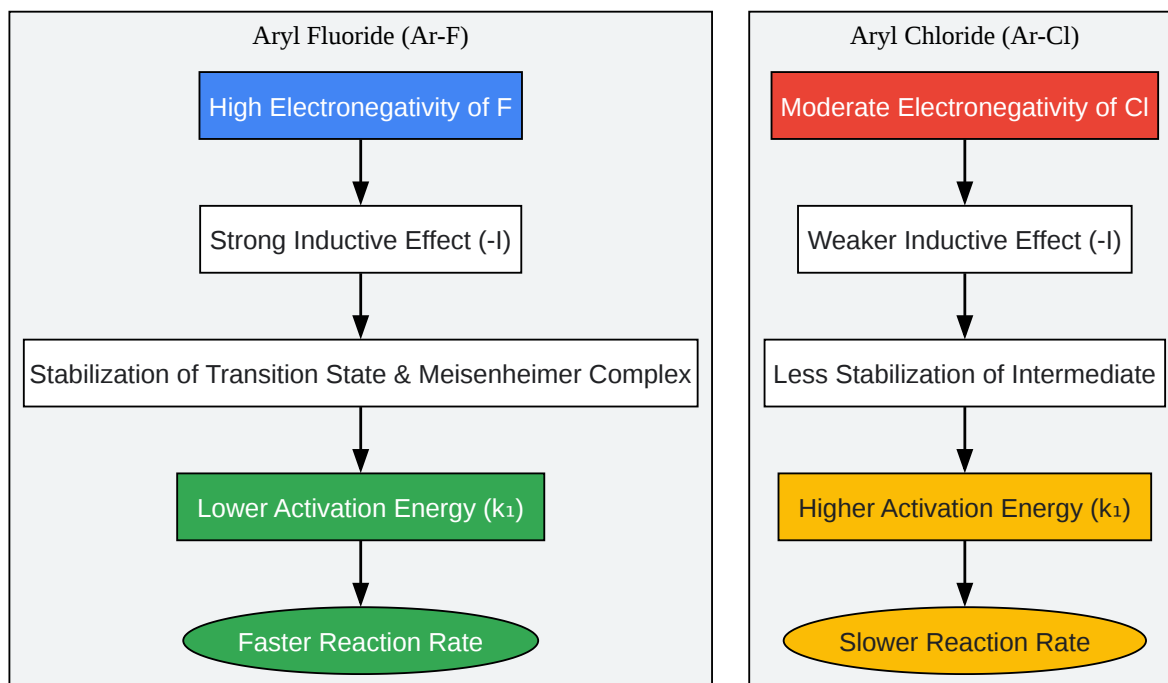 Aryl Fluoride (Ar-F)
High Electronegativity of F
Strong Inductive Effect (-I)
Stabilization of Transition State & Meisenheimer Complex
Lower Activation Energy (k₁)
Faster Reaction Rate
Aryl Chloride (Ar-Cl)
Moderate Electronegativity of Cl
Weaker Inductive Effect (-I)
Less Stabilization of Intermediate
Higher Activation Energy (k₁)
Slower Reaction Rate